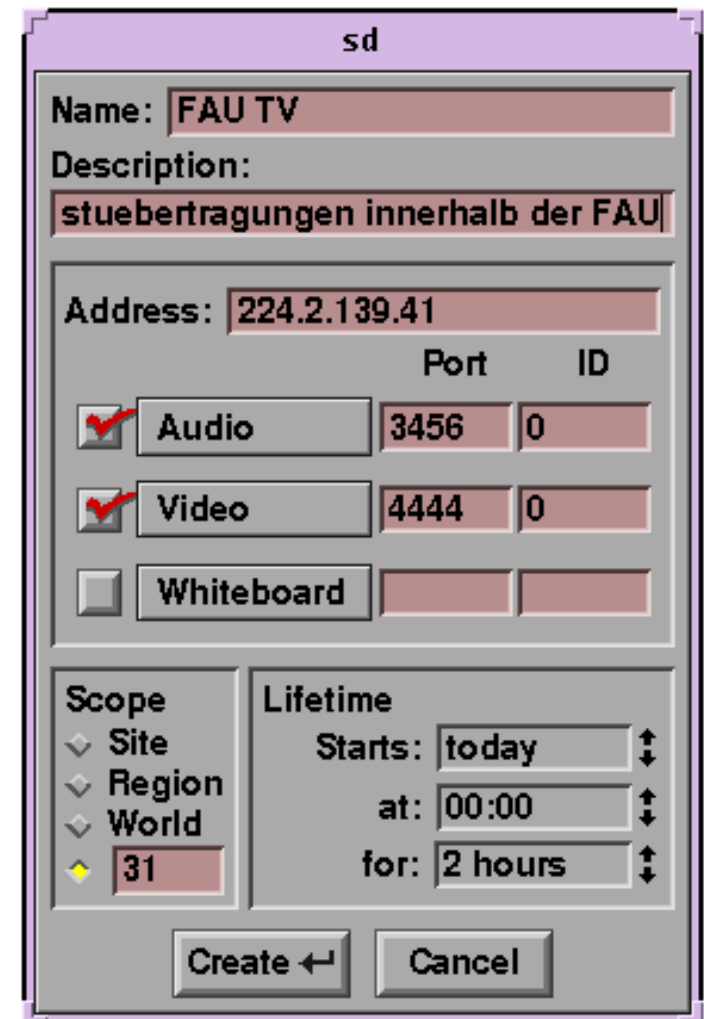 sd
Name: FAU TV
Description:
stuebertragungen innerhalb der FAU
Address: 224.2.139.41
Port ID
Audio 3456 0
Video 4444 0
Whiteboard
Scope
Site
Region
World
31
Lifetime
Starts: today
at: 00:00
for: 2 hours
Create Cancel